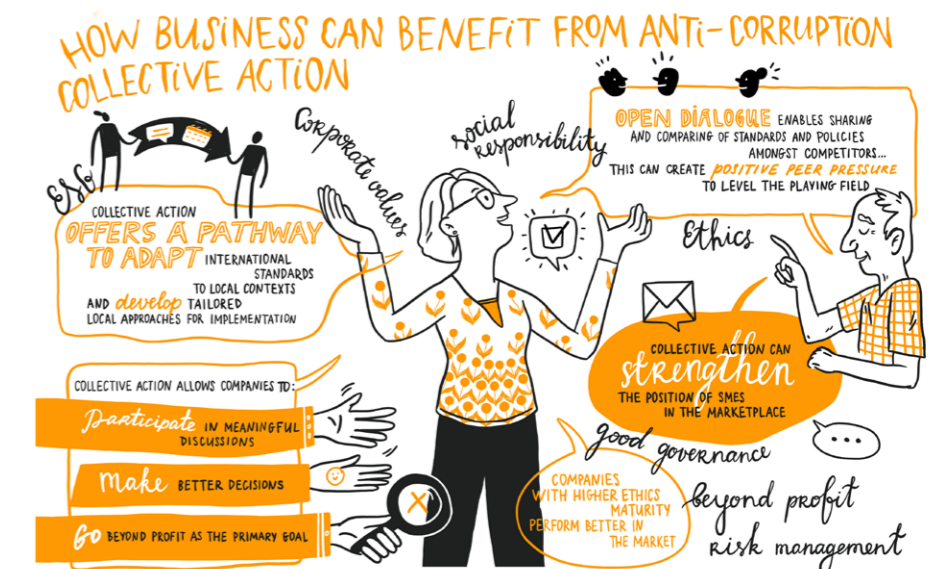 HOW BUSINESS CAN BENEFIT FROM ANTI-CORRUPTION
COLLECTIVE ACTION
ESG
Corporate values
social
responsibility
OPEN DIALOGUE ENABLES SHARING
AND COMPARING OF STANDARDS AND POLICIES
AMONGST COMPETITORS...
THIS CAN CREATE POSITIVE PEER PRESSURE
TO LEVEL THE PLAYING FIELD
COLLECTIVE ACTION
OFFERS A PATHWAY
TO ADAPT INTERNATIONAL
STANDARDS
TO LOCAL CONTEXTS
AND develop TAILORED
LOCAL APPROACHES FOR IMPLEMENTATION
Ethics
COLLECTIVE ACTION CAN
strengthen
THE POSITION OF SMES
IN THE MARKETPLACE
COLLECTIVE ACTION ALLOWS COMPANIES TO:
Participate IN MEANINGFUL
DISCUSSIONS
Make BETTER DECISIONS
GO BEYOND PROFIT AS THE PRIMARY GOAL
good governance
COMPANIES
WITH HIGHER ETHICS
MATURITY
PERFORM BETTER IN
THE MARKET
beyond profit
risk management